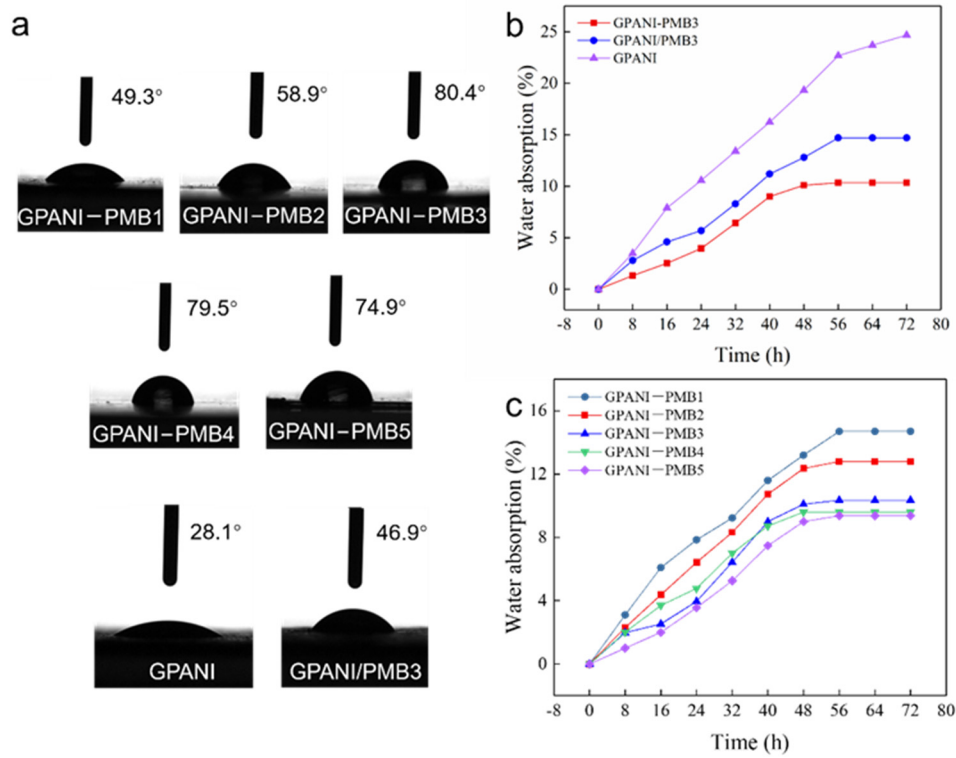 a
49.3°
58.9°
80.4°
GPANI−PMB1
GPANI−PMB2
GPANI−PMB3
79.5°
74.9°
GPANI−PMB4
GPANI−PMB5
28.1°
46.9°
GPANI
GPANI/PMB3
b
GPANI-PMB3
GPANI/PMB3
GPANI
25
20
15
10
5
0
Water absorption (%)
-8 0 8 16 24 32 40 48 56 64 72 80
Time (h)
c
GPANI−PMB1
GPANI−PMB2
GPANI−PMB3
GPANI−PMB4
GPANI−PMB5
16
12
8
4
0
Water absorption (%)
-8 0 8 16 24 32 40 48 56 64 72 80
Time (h)